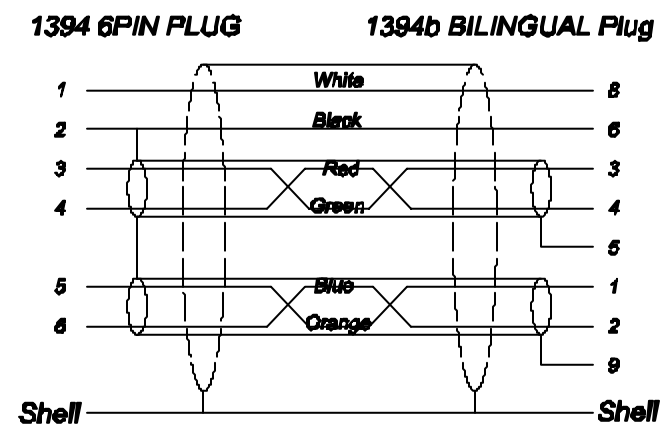 1394 6PIN PLUG 1394b BILINGUAL Plug
1 White 8
2 Black 6
3 Red 3
4 Green 4
5
5 Blue 1
6 Orange 2
9
Shell Shell